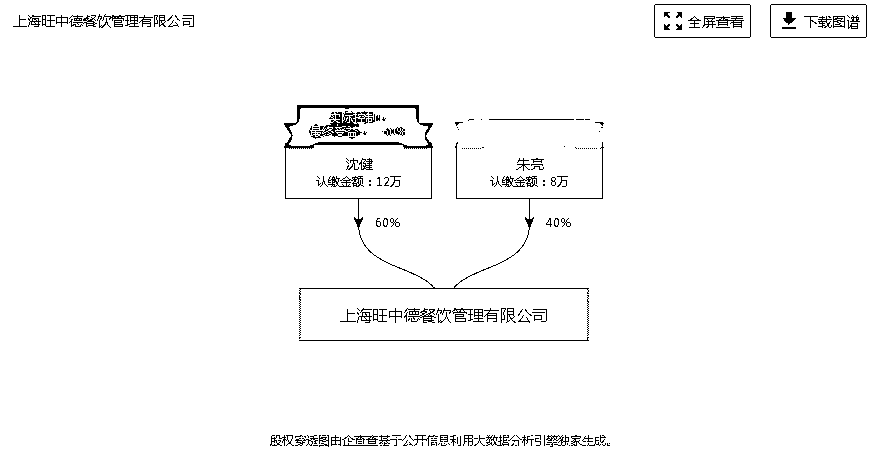 上海旺中德餐饮管理有限公司
全屏查看
下载图谱
实际控制
最终受益
沈健
认缴金额：12万
朱亮
认缴金额：8万
60%
40%
上海旺中德餐饮管理有限公司
股权穿透图由企查查基于公开信息利用大数据分析引擎独家生成。